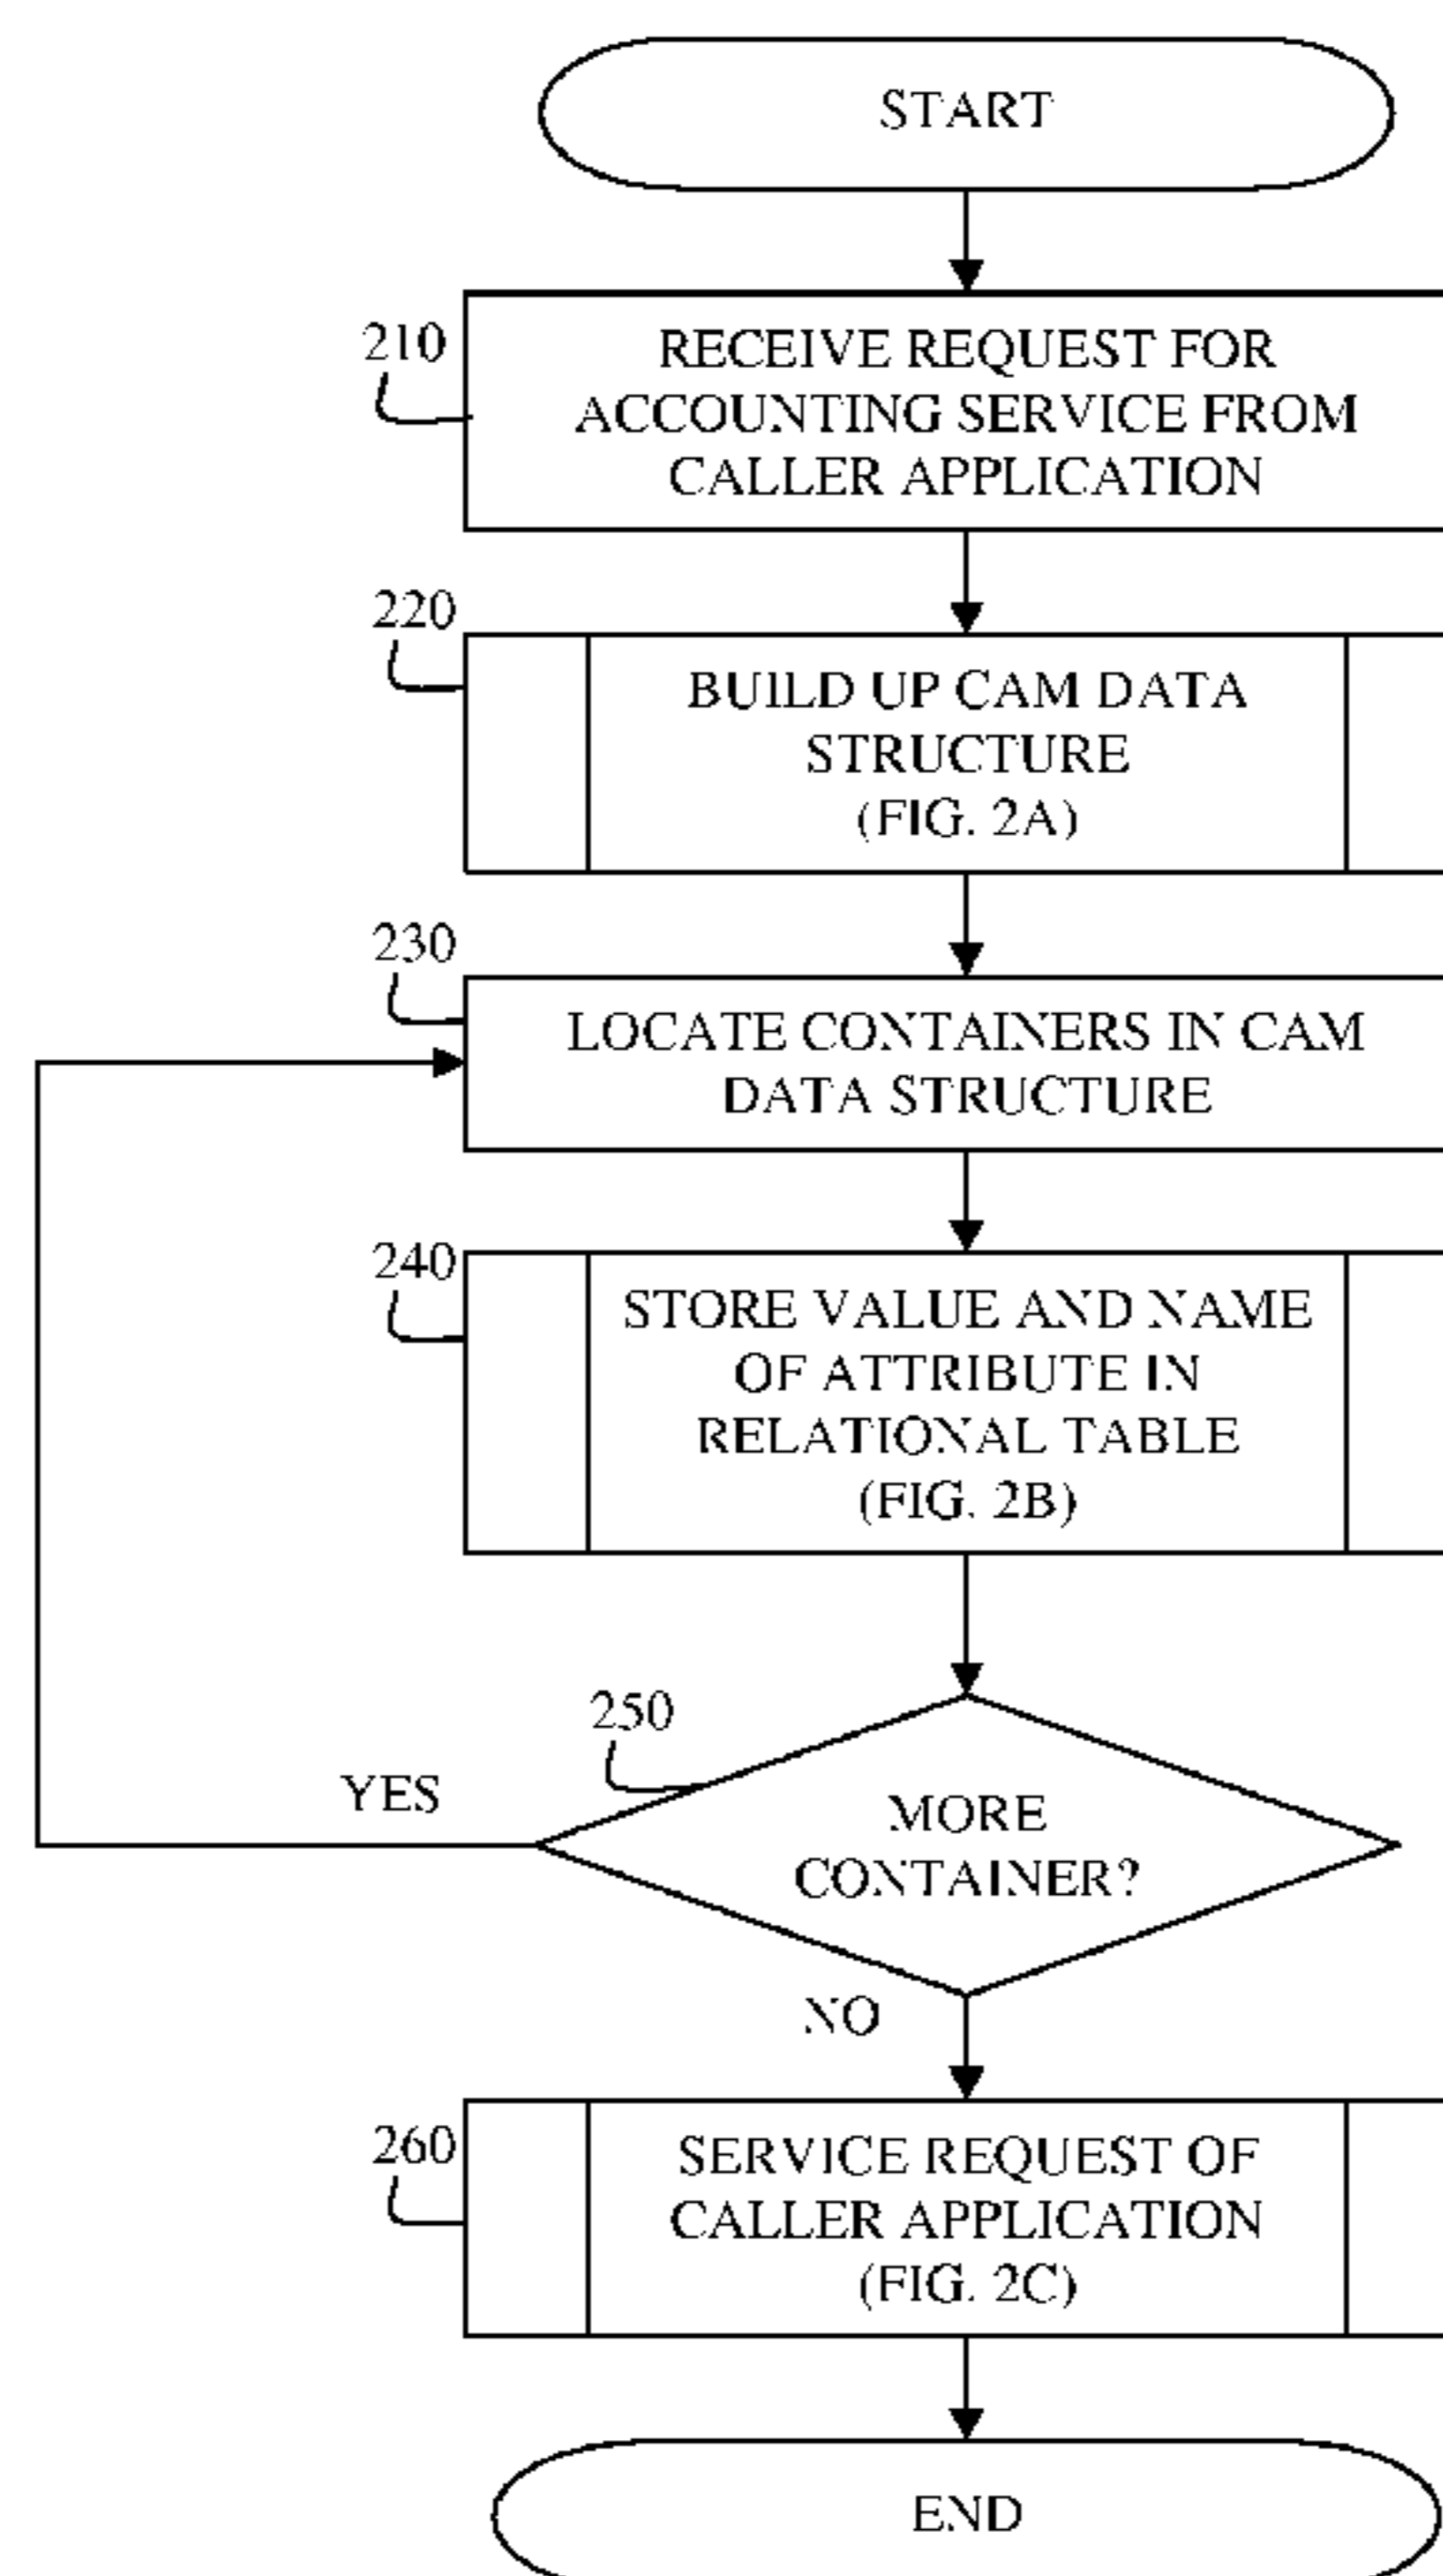 START
210
RECEIVE REQUEST FOR
ACCOUNTING SERVICE FROM
CALLER APPLICATION
220
BUILD UP CAM DATA
STRUCTURE
(FIG. 2A)
230
LOCATE CONTAINERS IN CAM
DATA STRUCTURE
240
STORE VALUE AND NAME
OF ATTRIBUTE IN
RELATIONAL TABLE
(FIG. 2B)
250
YES
MORE
CONTAINER?
NO
260
SERVICE REQUEST OF
CALLER APPLICATION
(FIG. 2C)
END